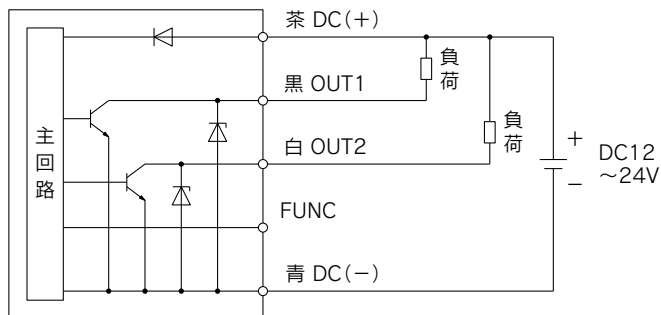 茶 DC(+)
負荷
黒 OUT1
負荷
白 OUT2
主回路
+
−
DC12
～24V
FUNC
青 DC(−)